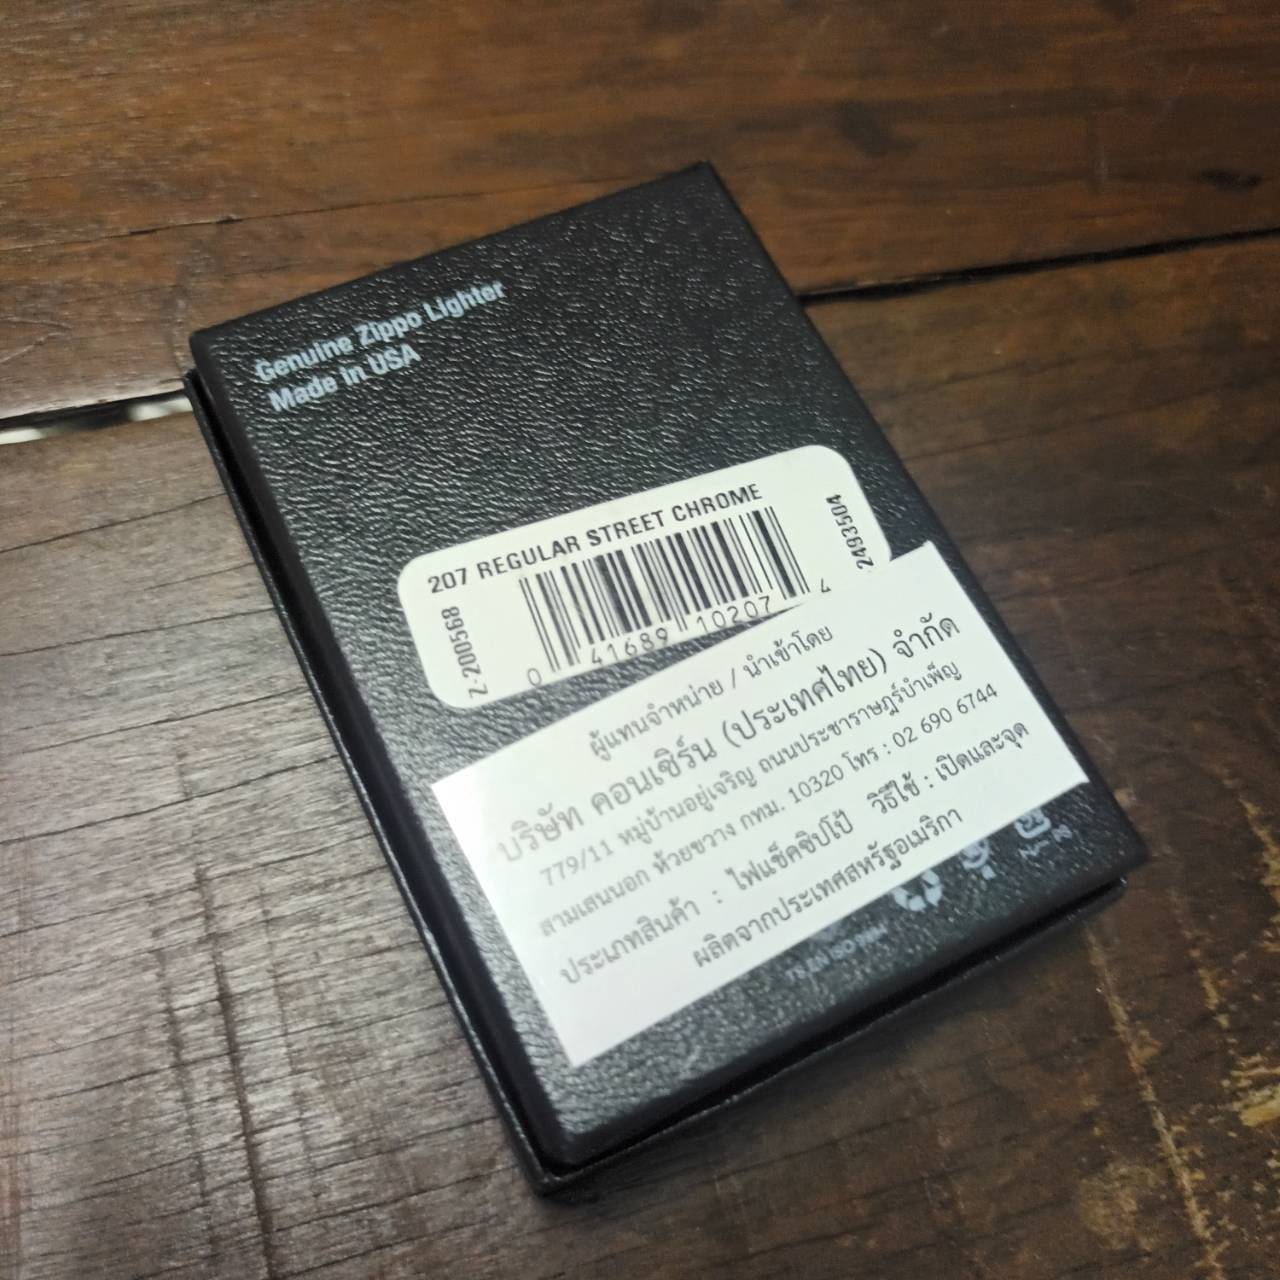 Genuine Zippo Lighter
Made in USA
207 REGULAR STREET CHROME
Z-200568
2493504
0 41689 10207 4
ผู้แทนจำหน่าย / นำเข้าโดย
บริษัท คอนเซิร์น (ประเทศไทย) จำกัด
779/11 หมู่บ้านอยู่เจริญ ถนนประชาราษฎร์บำเพ็ญ
สามเสนนอก ห้วยขวาง กทม. 10320 โทร : 02 690 6744
ประเภทสินค้า : ไฟแช็คซิปโป้ วิธีใช้ : เปิดและจุด
ผลิตจากประเทศสหรัฐอเมริกา